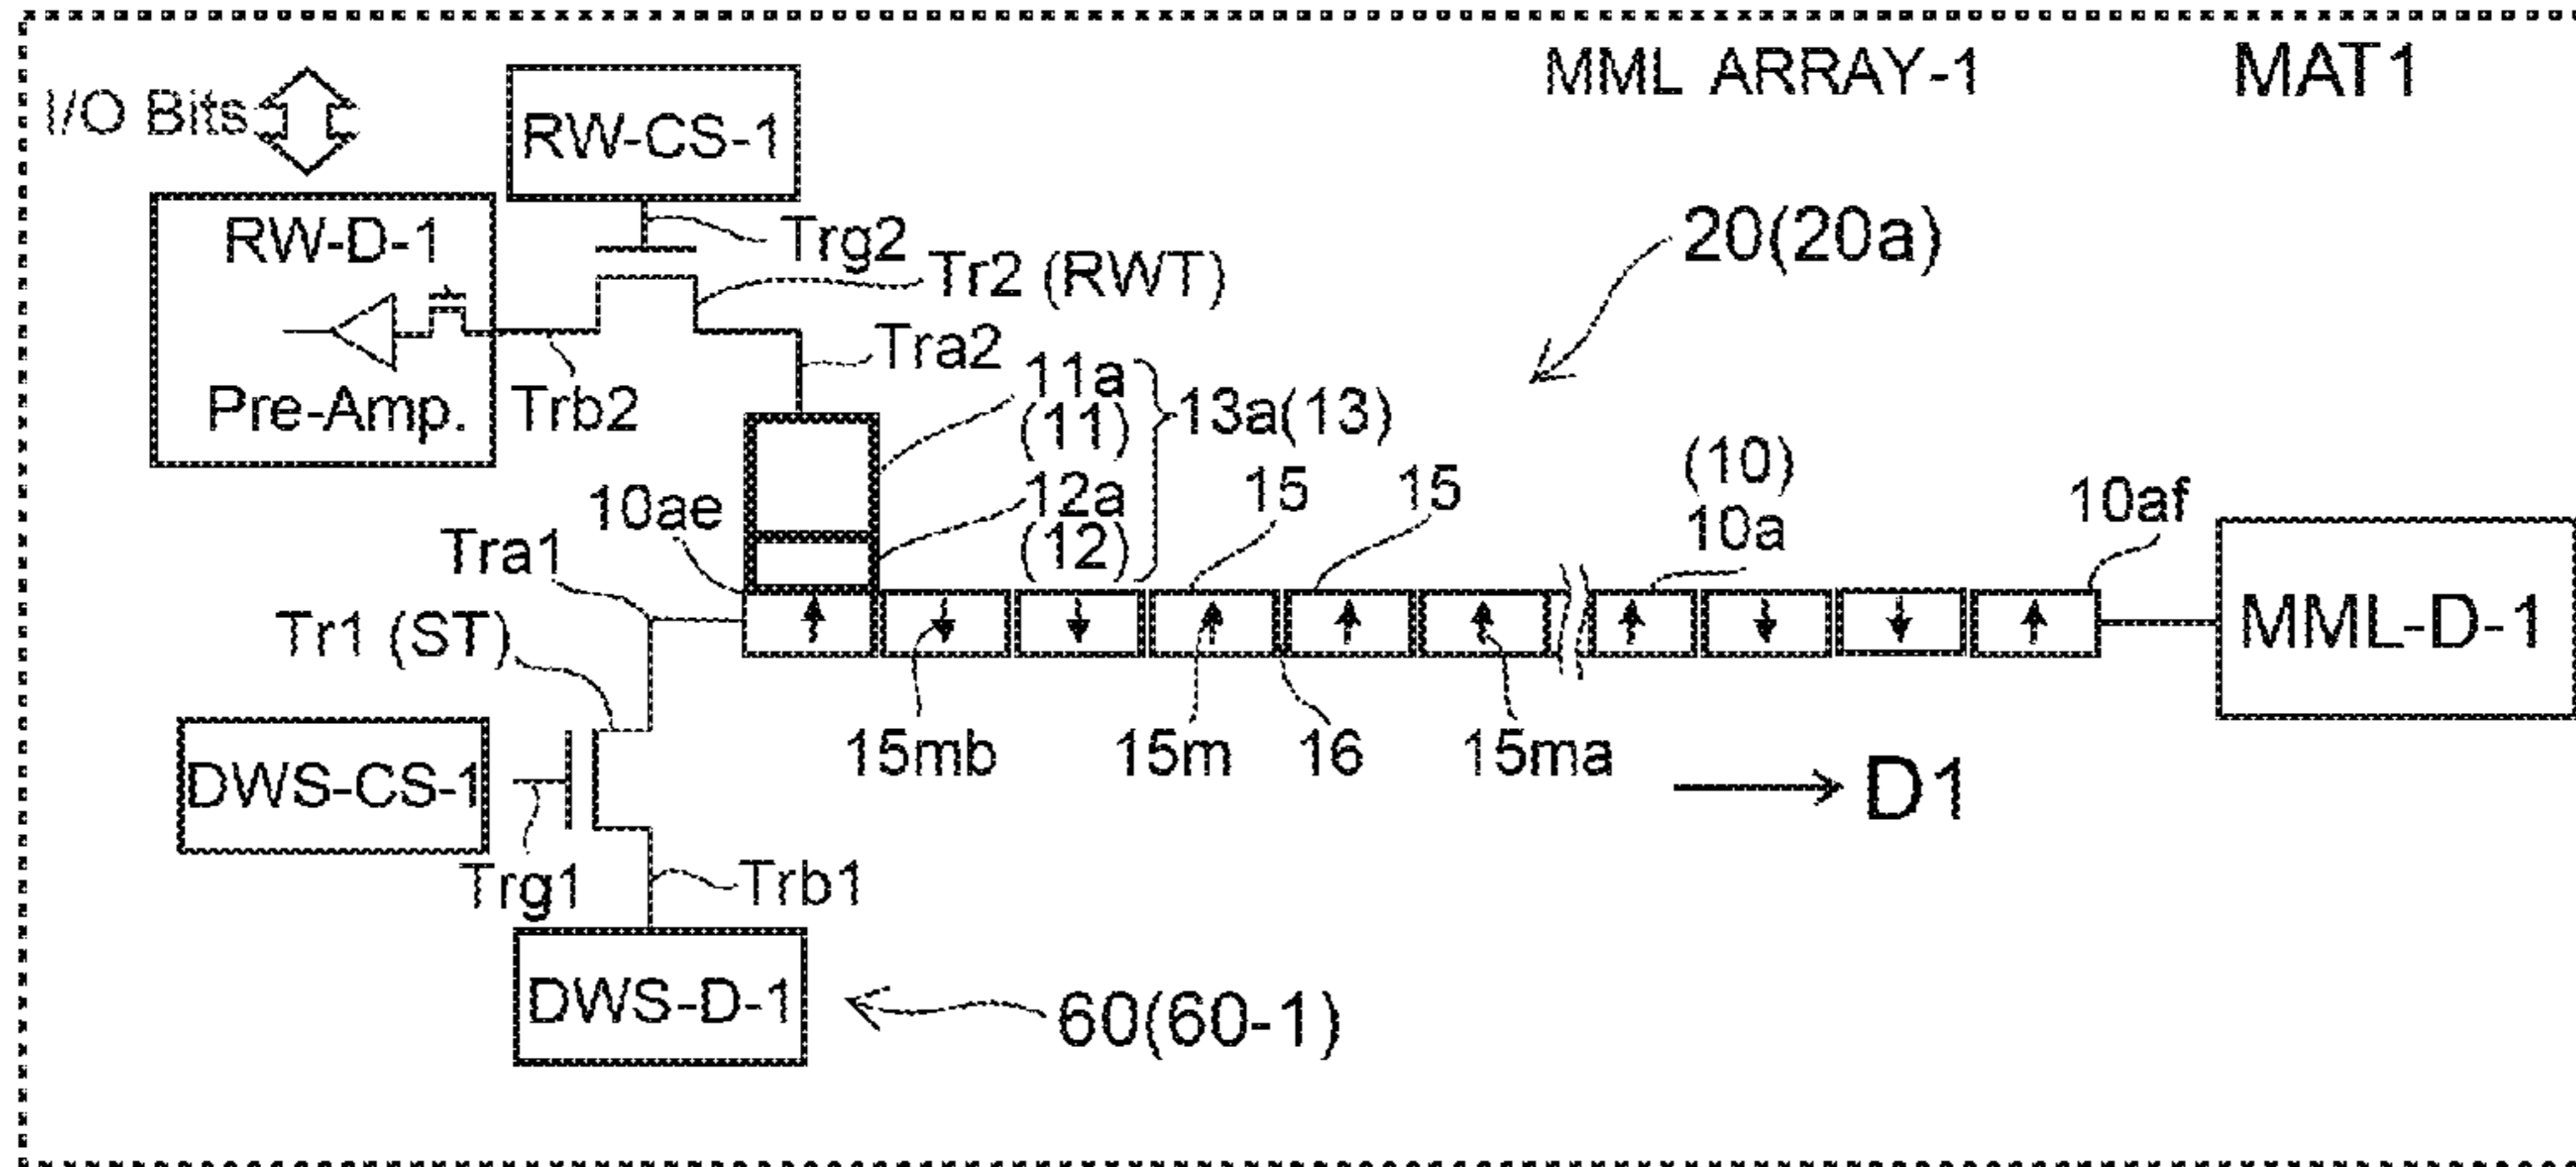 MML ARRAY-1
MAT1
I/O Bits
RW-CS-1
RW-D-1
Pre-Amp.
Trg2
Tr2 (RWT)
Tra2
Trb2
20(20a)
11a
(11)
12a
(12)
13a(13)
10ae
15
15
(10)
10a
10af
Tra1
Tr1 (ST)
MML-D-1
15mb
15m
16
15ma
D1
DWS-CS-1
Trg1
Trb1
DWS-D-1
60(60-1)